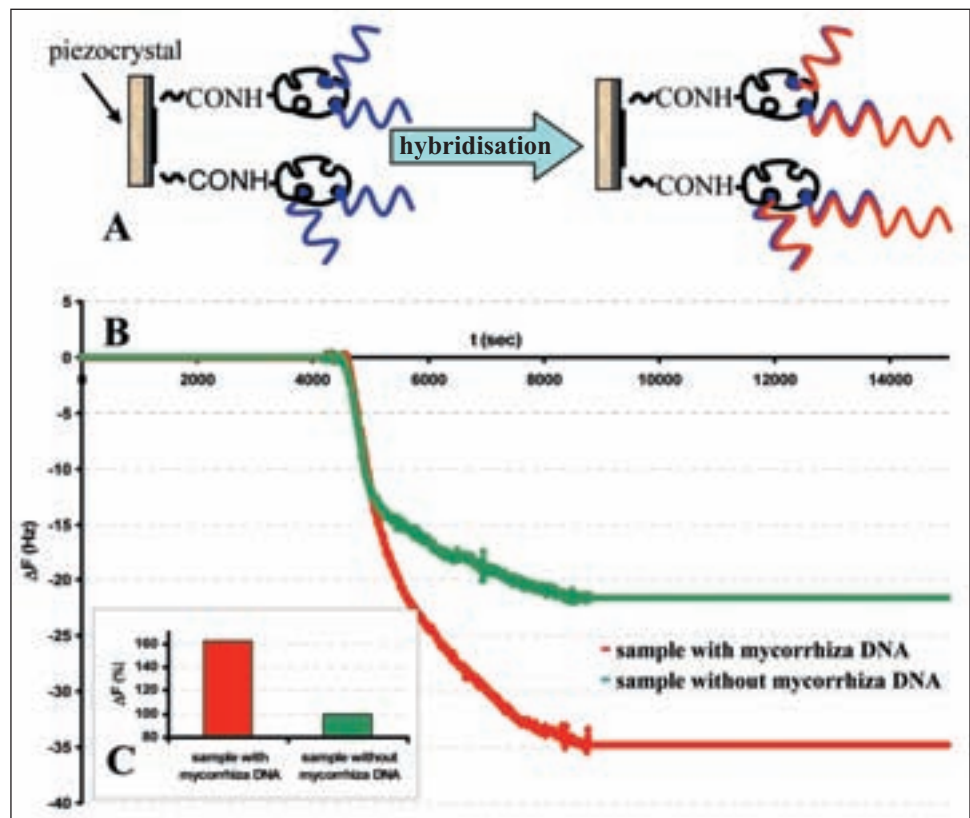 piezocrystal
CONH
CONH
hybridisation
CONH
CONH
A
B
5
0
-5
-10
-15
-20
-25
-30
-35
-40
ΔF (Hz)
t (sec)
0
2000
4000
6000
8000
10000
12000
14000
sample with mycorrhiza DNA
sample without mycorrhiza DNA
C
ΔF (%)
160
140
120
100
80
sample with
mycorrhiza DNA
sample without
mycorrhiza DNA